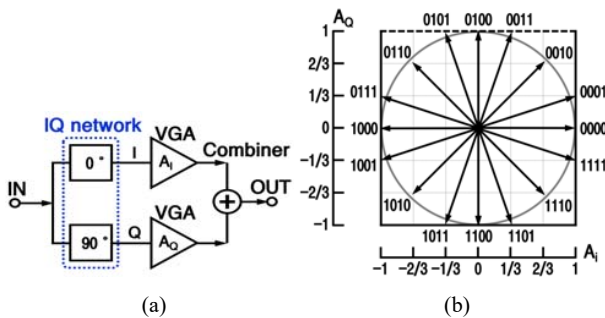 IQ network
VGA
Combiner
IN
0°
I
A_I
OUT
90°
Q
VGA
A_Q
(a)
A_Q
0101 0100 0011
1
0110
0010
2/3
0111
0001
1/3
1000
0
0000
1001
-1/3
1111
1010
-2/3
1110
-1
1011 1100 1101
A_i
-1 -2/3 -1/3 0 1/3 2/3 1
(b)